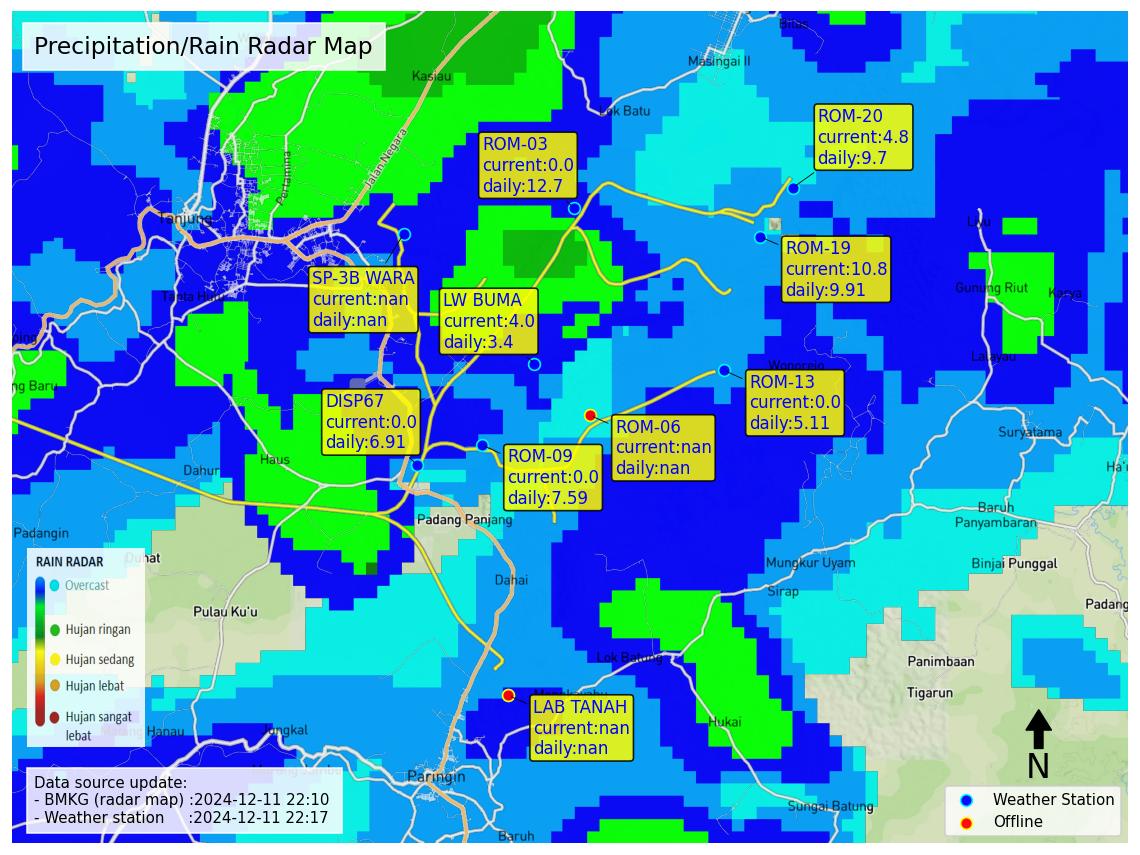 Precipitation/Rain Radar Map
Bilas
Masingai II
Kasiau
Lok Batu
ROM-20
current:4.8
daily:9.7
ROM-03
current:0.0
daily:12.7
Jalan Negara
Pertamina
Tanjung
Liyu
ROM-19
current:10.8
daily:9.91
SP-3B WARA
current:nan
daily:nan
LW BUMA
current:4.0
daily:3.4
Gunung Riut
Karya
Lalayau
ng Baru
ROM-13
current:0.0
daily:5.11
DISP67
current:0.0
daily:6.91
ROM-06
current:nan
daily:nan
Suryatama
ROM-09
current:0.0
daily:7.59
Haus
Dahur
Baruh
Panyambaran
Padang Panjang
Padangin
Mungkur Uyam
Binjai Punggal
Dahai
Sirap
Pulau Ku'u
Padang
RAIN RADAR
Overcast
Hujan ringan
Hujan sedang
Hujan lebat
Hujan sangat
lebat
Lok Batung
Panimbaan
Tigarun
LAB TANAH
current:nan
daily:nan
Hukai
Hanau
Jungkal
N
Paringin
Sungai Batung
Baruh
Data source update:
- BMKG (radar map) :2024-12-11 22:10
- Weather station :2024-12-11 22:17
Weather Station
Offline